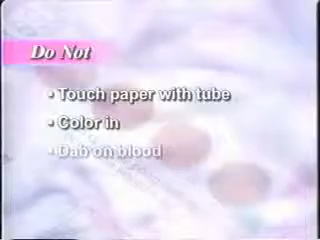 Do Not
• Touch paper with tube
• Color in
• Dab on blood